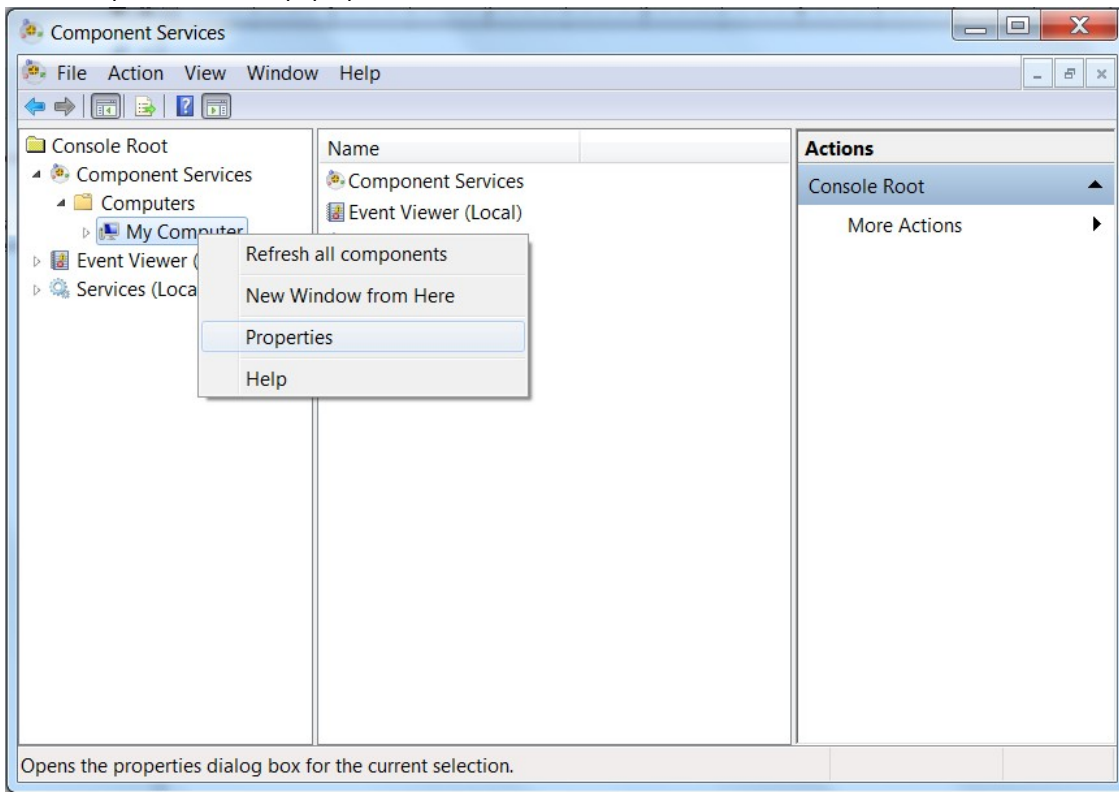 Component Services
File Action View Window Help
Console Root
Component Services
Computers
My Computer
Event Viewer (
Services (Loca
Refresh all components
New Window from Here
Properties
Help
Name
Component Services
Event Viewer (Local)
Actions
Console Root
More Actions
Opens the properties dialog box for the current selection.